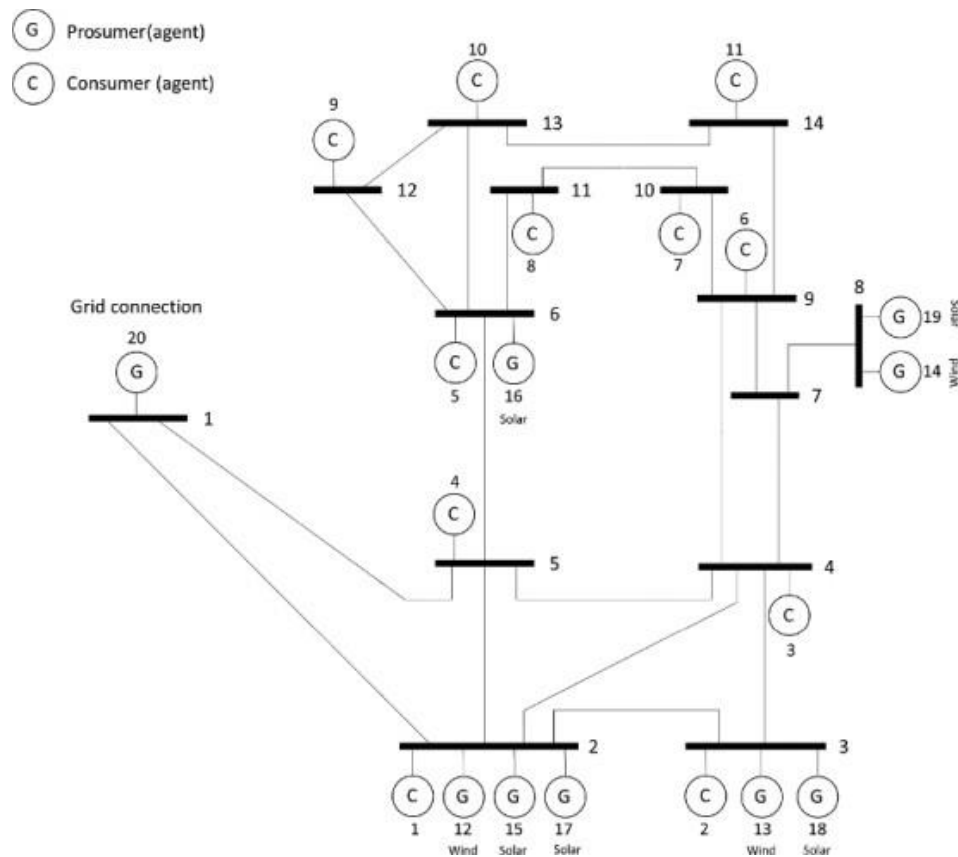 G Prosumer(agent)
C Consumer (agent)
10
C
13
11
C
14
9
C
12
11
C
8
10
C
7
6
C
9
8
G 19 Solar
G 14 Wind
7
6
C
5
G
16
Solar
Grid connection
20
G
1
4
C
5
4
C
3
2
C
1
G
12
Wind
G
15
Solar
G
17
Solar
3
C
2
G
13
Wind
G
18
Solar